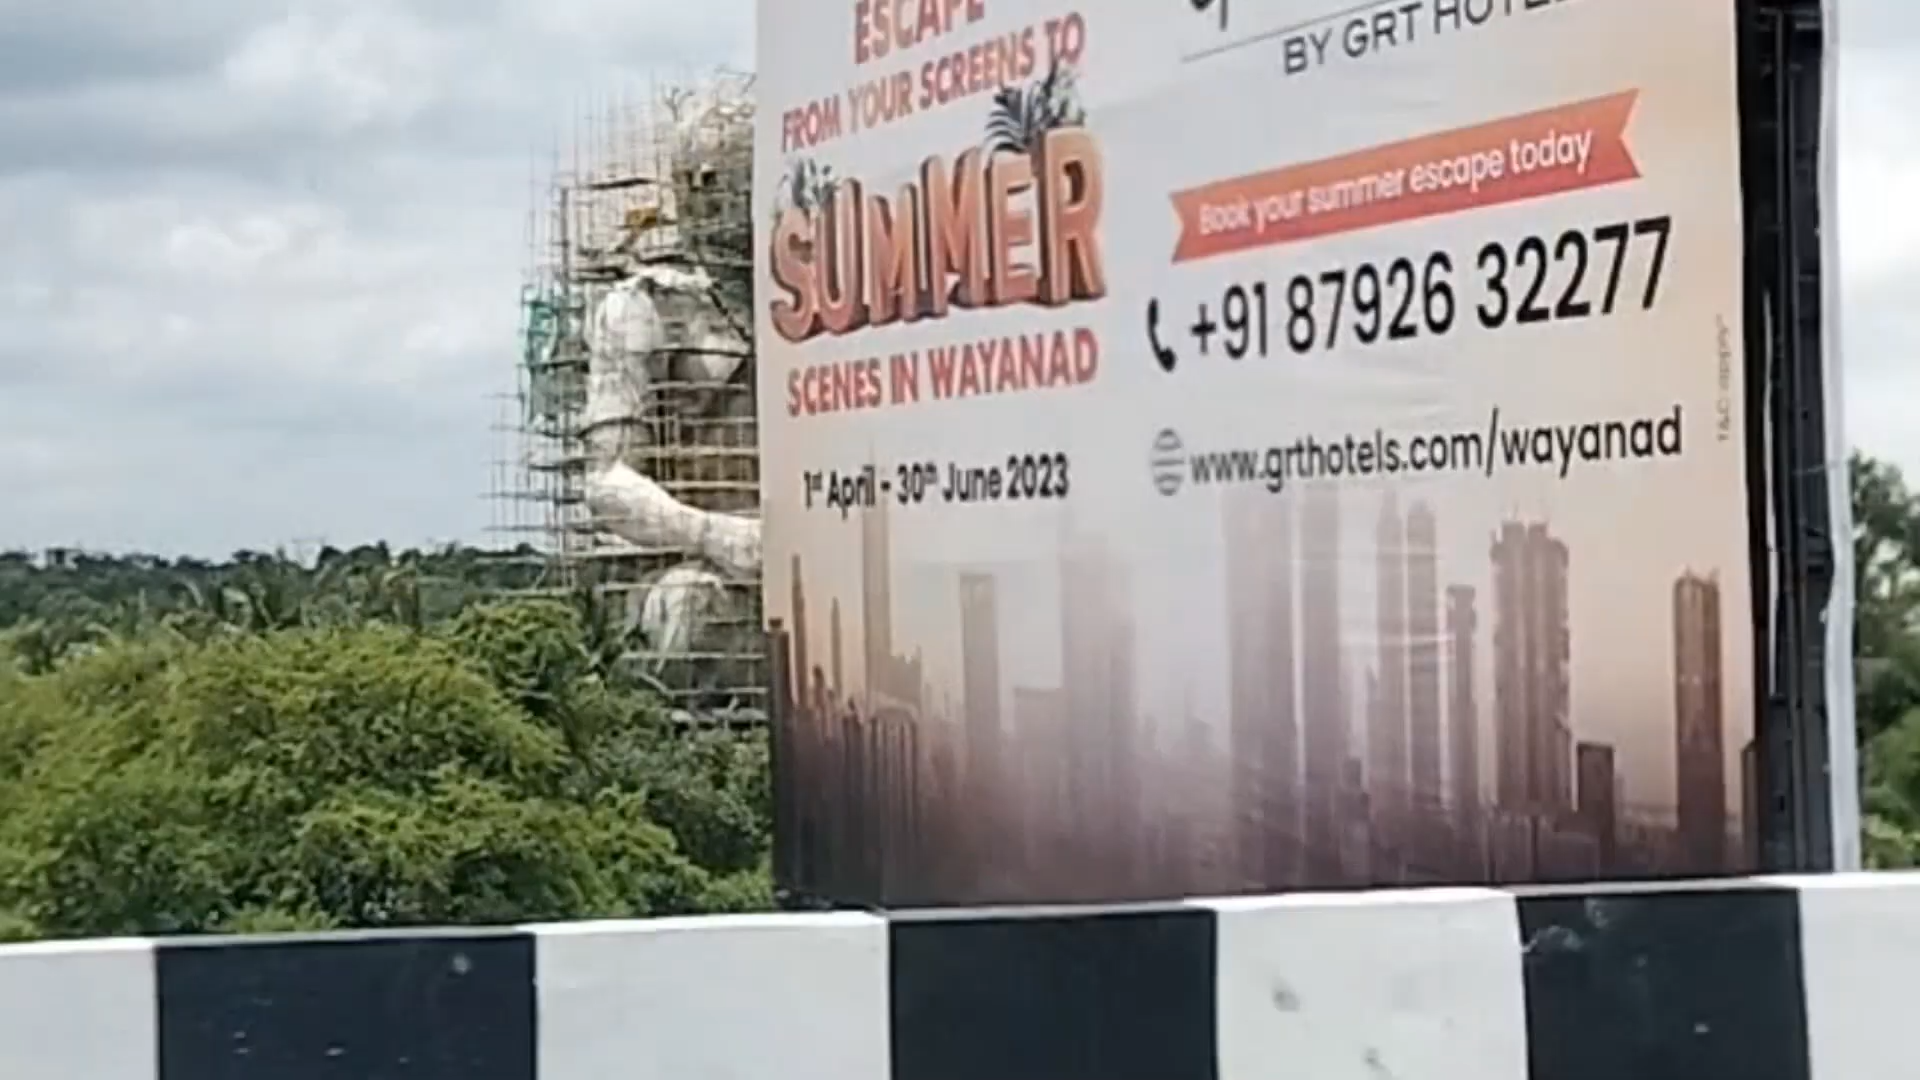 ESCAPE
FROM YOUR SCREENS TO
SUMMER
SCENES IN WAYANAD
1st April - 30th June 2023
BY GRT HOTELS
Book your summer escape today
+91 87926 32277
www.grthotels.com/wayanad
T&C apply*